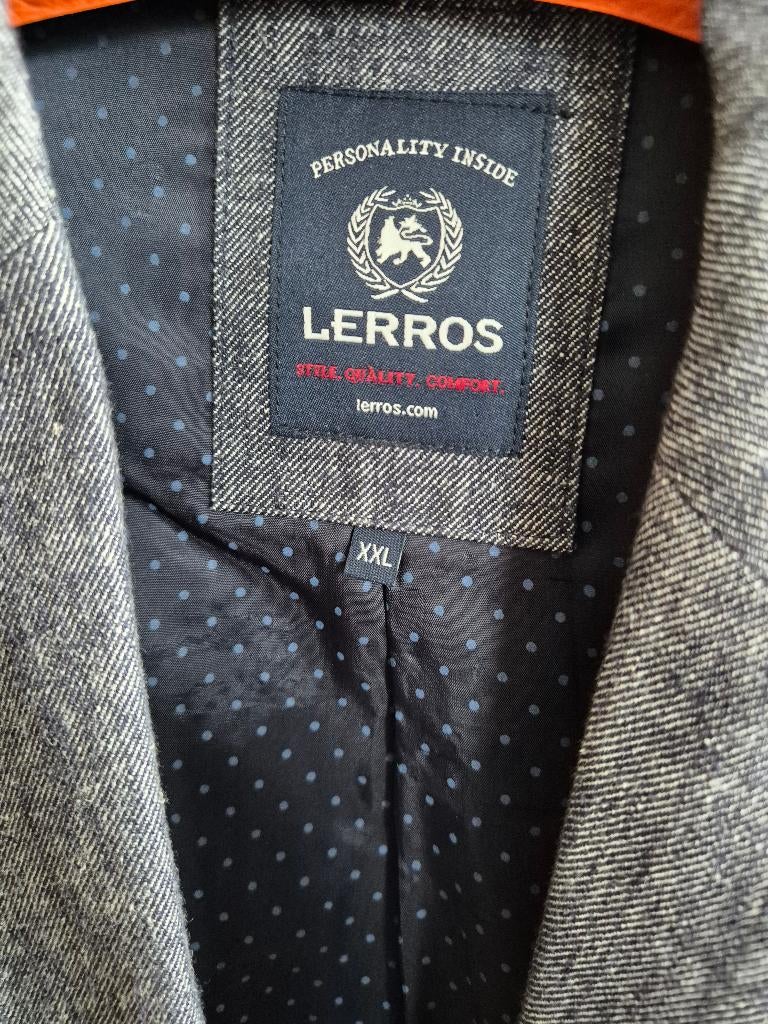 PERSONALITY INSIDE
LERROS
STYLE. QUALITY. COMFORT.
lerros.com
XXL